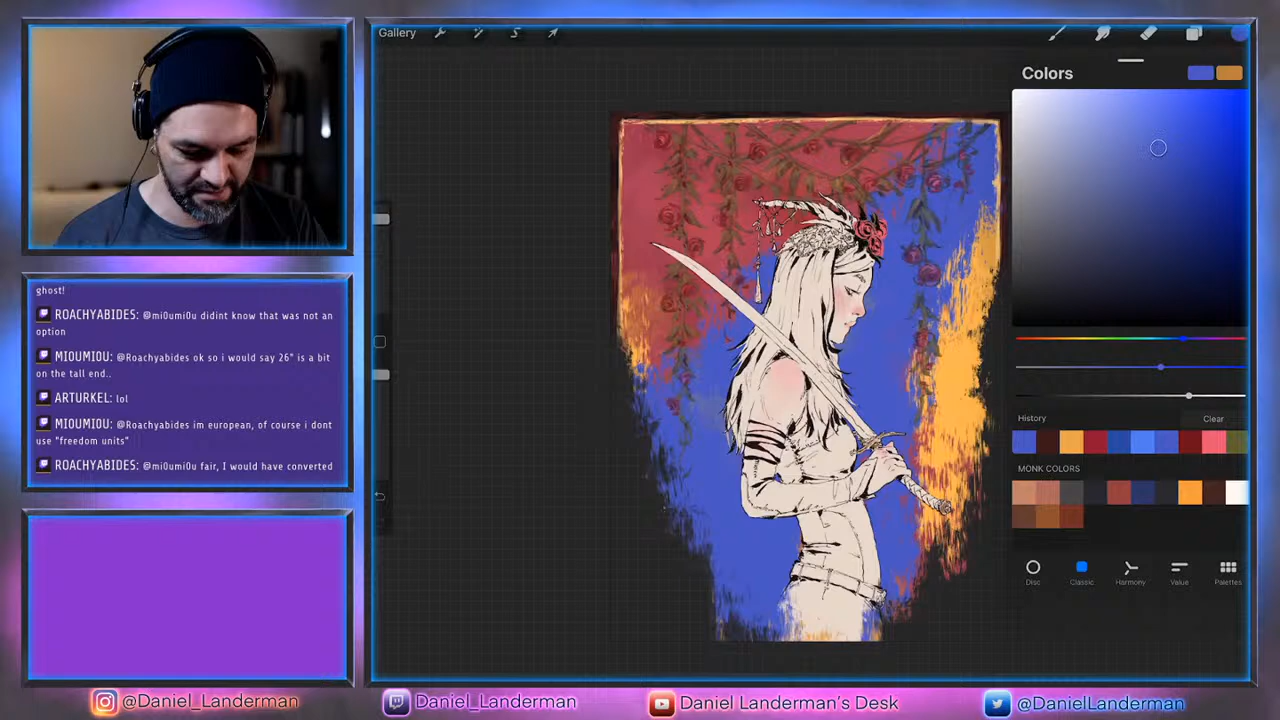 Gallery
Colors
ghost!
ROACHYABIDES: @mi0umi0u didint know that was not an
option
MIOUMIOU: @Roachyabides ok so i would say 26" is a bit
on the tall end..
ARTURKEL: lol
MIOUMIOU: @Roachyabides im european, of course i dont
use "freedom units"
ROACHYABIDES: @mi0umi0u fair, I would have converted
History
Clear
MONK COLORS
Disc
Classic
Harmony
Value
Palettes
@Daniel_Landerman
Daniel_Landerman
Daniel Landerman's Desk
@DanielLanderman